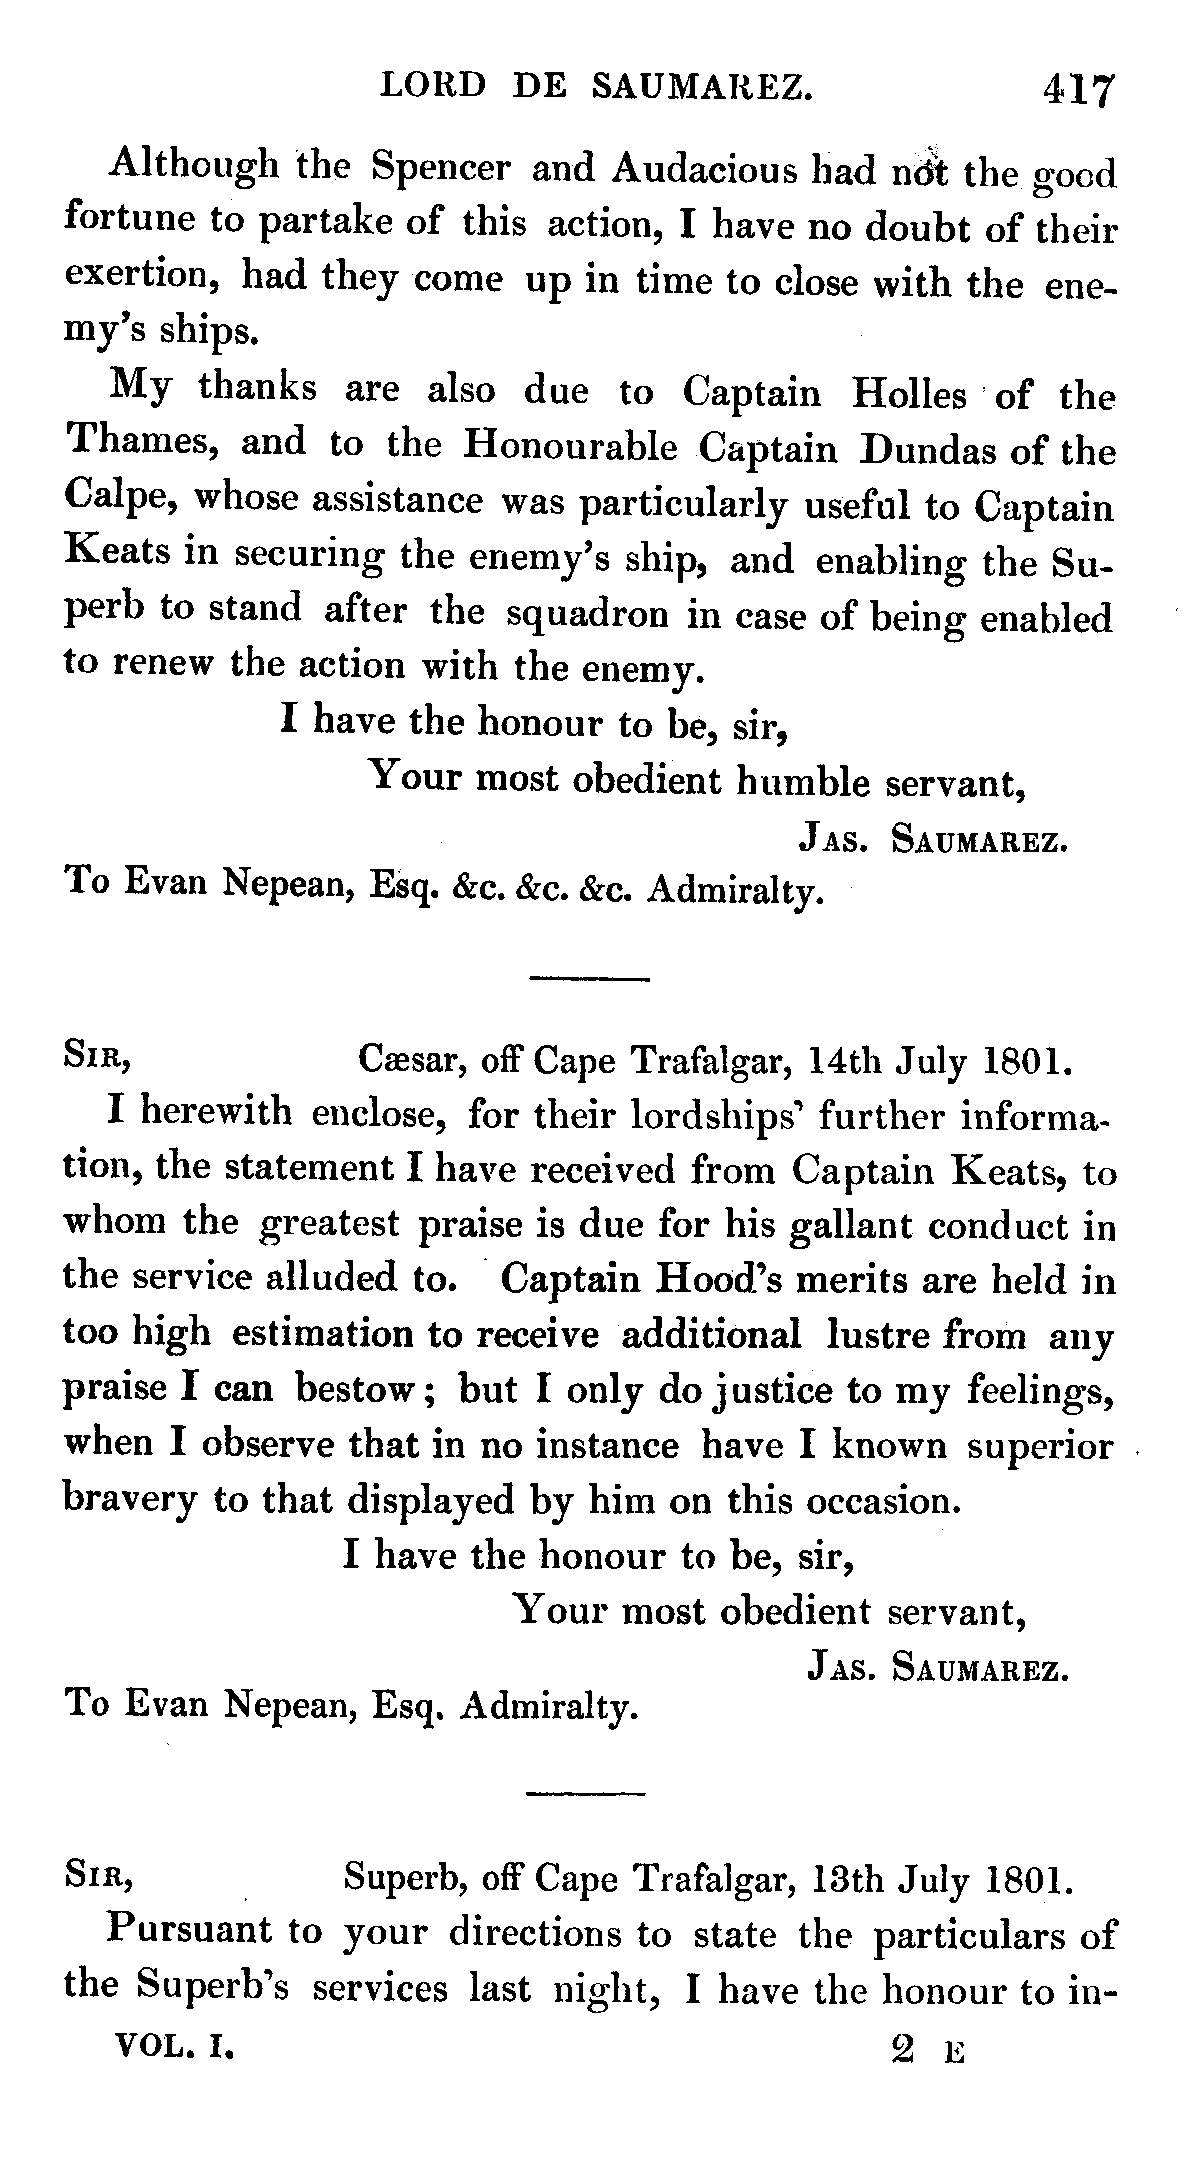 LORD DE SAUMAREZ. 417
Although the Spencer and Audacious had not the good
fortune to partake of this action, I have no doubt of their
exertion, had they come up in time to close with the ene-
my's ships.
My thanks are also due to Captain Holles of the
Thames, and to the Honourable Captain Dundas of the
Calpe, whose assistance was particularly useful to Captain
Keats in securing the enemy's ship, and enabling the Su-
perb to stand after the squadron in case of being enabled
to renew the action with the enemy.
I have the honour to be, sir,
Your most obedient humble servant,
JAS. SAUMAREZ.
To Evan Nepean, Esq. &c. &c. &c. Admiralty.
SIR, Cæsar, off Cape Trafalgar, 14th July 1801.
I herewith enclose, for their lordships' further informa-
tion, the statement I have received from Captain Keats, to
whom the greatest praise is due for his gallant conduct in
the service alluded to. Captain Hood's merits are held in
too high estimation to receive additional lustre from any
praise I can bestow; but I only do justice to my feelings,
when I observe that in no instance have I known superior
bravery to that displayed by him on this occasion.
I have the honour to be, sir,
Your most obedient servant,
JAS. SAUMAREZ.
To Evan Nepean, Esq. Admiralty.
SIR, Superb, off Cape Trafalgar, 13th July 1801.
Pursuant to your directions to state the particulars of
the Superb's services last night, I have the honour to in-
VOL. I. 2 E